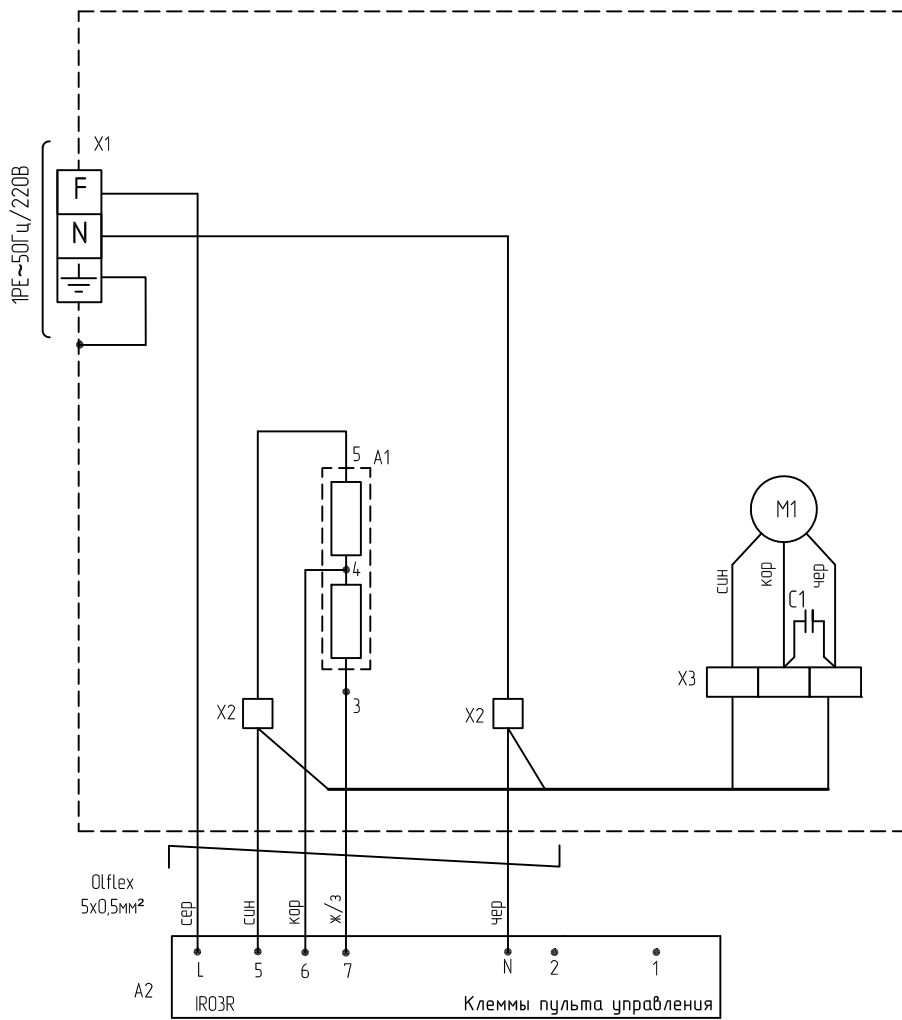 X1
1PE~50Гц/220В
F
N
5
A1
4
3
M1
син
кор
чер
C1
X3
X2
X2
Olflex
5x0,5мм²
сер
син
кор
ж/з
чер
A2
L
5
6
7
N
2
1
IR03R
Клеммы пульта управления